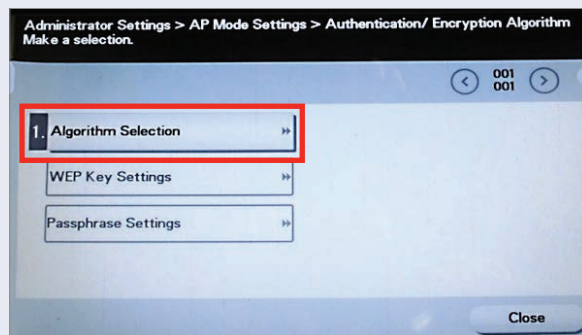 Administrator Settings > AP Mode Settings > Authentication/ Encryption Algorithm
Make a selection.
001
001
1. Algorithm Selection
WEP Key Settings
Passphrase Settings
Close